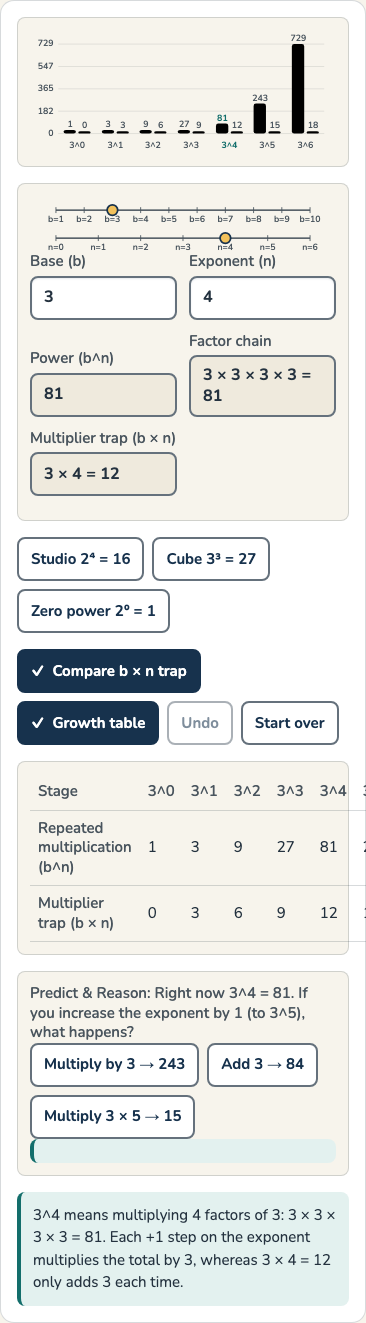 729
547
365
182
0
1 0 3 3 9 6 27 9 81 12 243 15 729 18
3^0 3^1 3^2 3^3 3^4 3^5 3^6
b=1 b=2 b=3 b=4 b=5 b=6 b=7 b=8 b=9 b=10
n=0 n=1 n=2 n=3 n=4 n=5 n=6
Base (b) Exponent (n)
3 4
Factor chain
Power (b^n)
3 × 3 × 3 × 3 =
81
81
Multiplier trap (b × n)
3 × 4 = 12
Studio 2⁴ = 16 Cube 3³ = 27
Zero power 2⁰ = 1
✓ Compare b × n trap
✓ Growth table Undo Start over
Stage 3^0 3^1 3^2 3^3 3^4
Repeated
multiplication 1 3 9 27 81
(b^n)
Multiplier
trap (b × n) 0 3 6 9 12
Predict & Reason: Right now 3^4 = 81. If
you increase the exponent by 1 (to 3^5),
what happens?
Multiply by 3 → 243 Add 3 → 84
Multiply 3 × 5 → 15
3^4 means multiplying 4 factors of 3: 3 × 3 ×
3 × 3 = 81. Each +1 step on the exponent
multiplies the total by 3, whereas 3 × 4 = 12
only adds 3 each time.